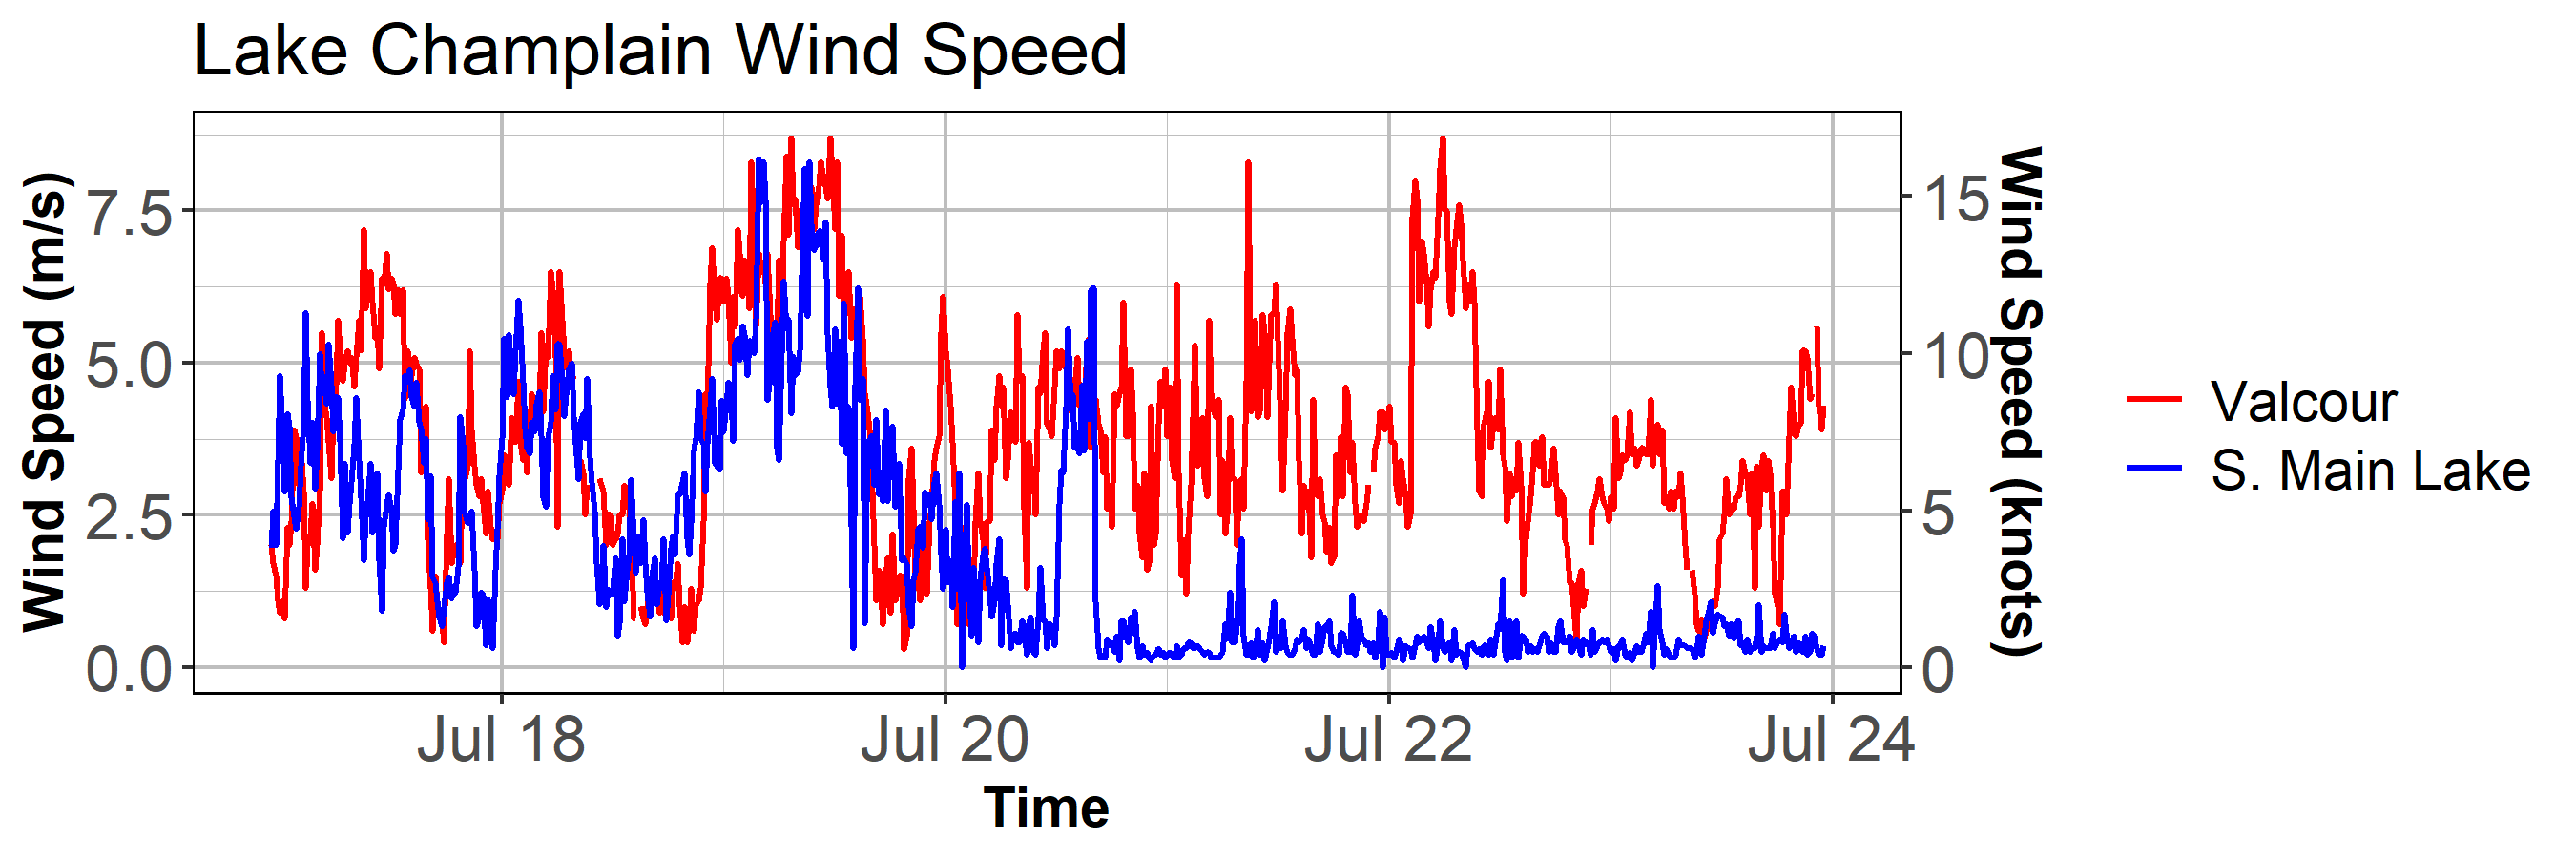 Lake Champlain Wind Speed
Wind Speed (m/s)
7.5
5.0
2.5
0.0
15
10
5
0
Wind Speed (knots)
Jul 18
Jul 20
Jul 22
Jul 24
Time
Valcour
S. Main Lake